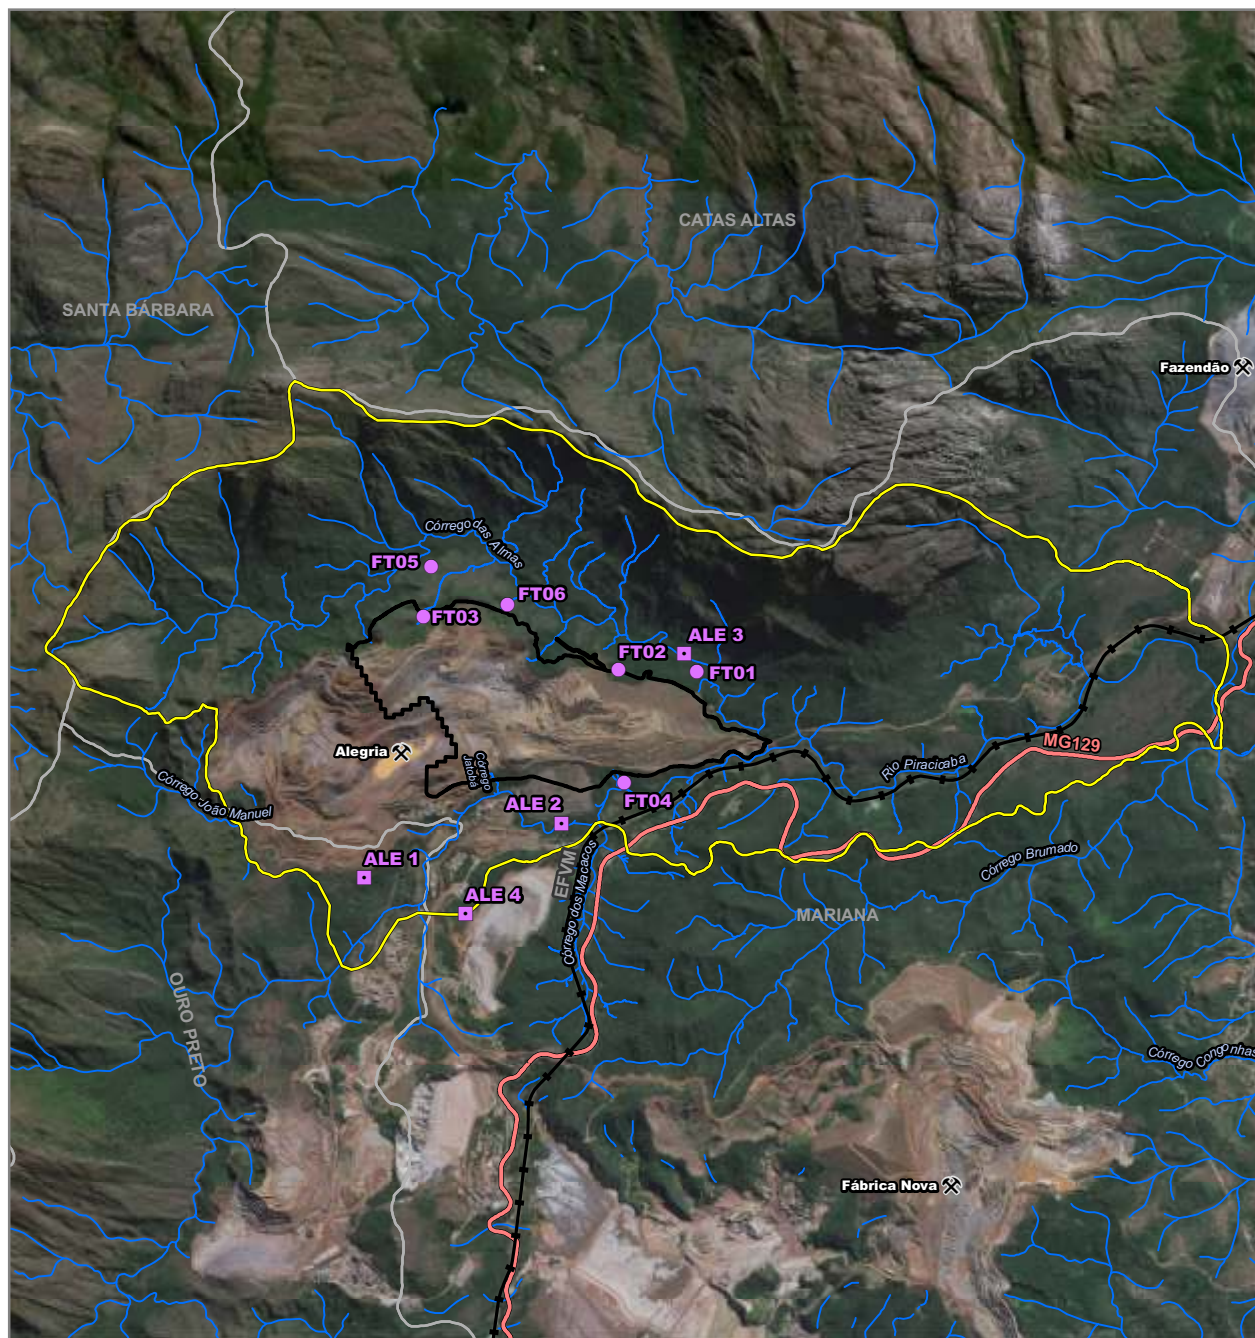 CATAS ALTAS
SANTA BÁRBARA
Fazendão
Córrego das Almas
FT05
FT06
FT03
ALE 3
FT02
FT01
MG129
Alegria
Córrego
Jatobá
Rio Piracicaba
Córrego João Manuel
FT04
ALE 2
Córrego Brumado
ALE 1
EFVM
ALE 4
Córrego dos Macacos
MARIANA
OURO PRETO
Córrego Congonhas
Fábrica Nova